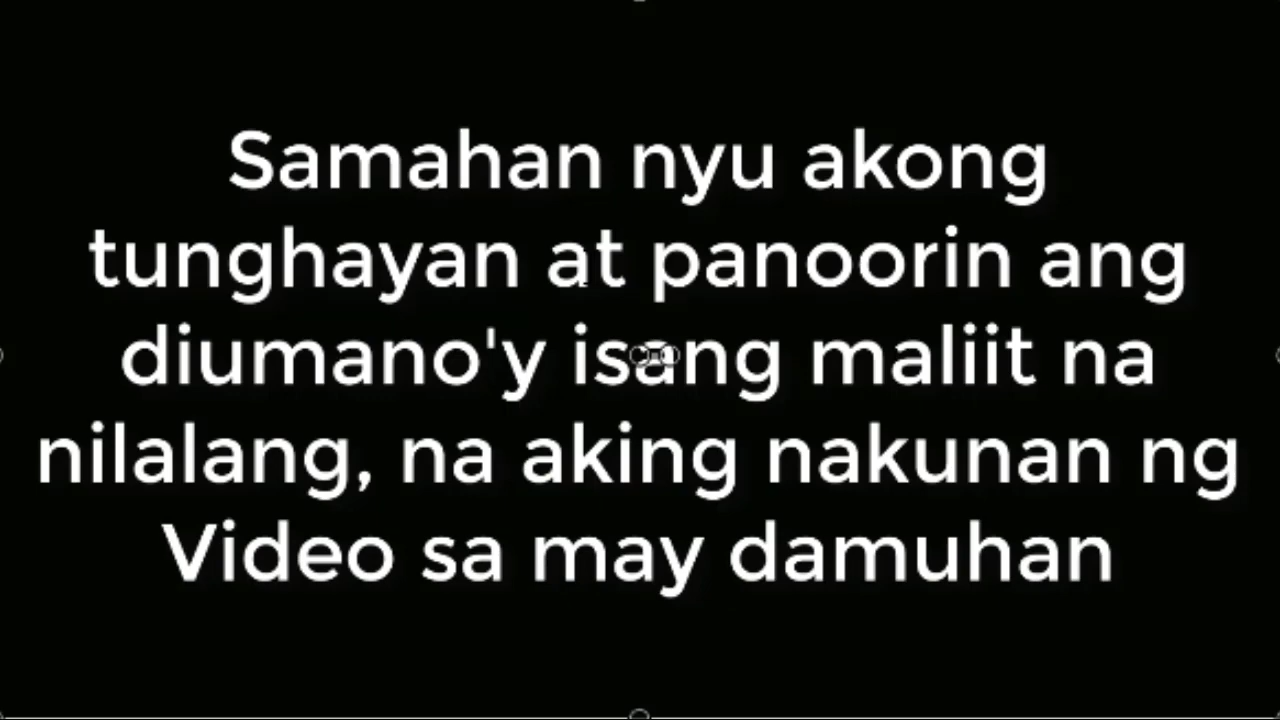 Samahan nyu akong
tunghayan at panoorin ang
diumano'y isang maliit na
nilalang, na aking nakunan ng
Video sa may damuhan